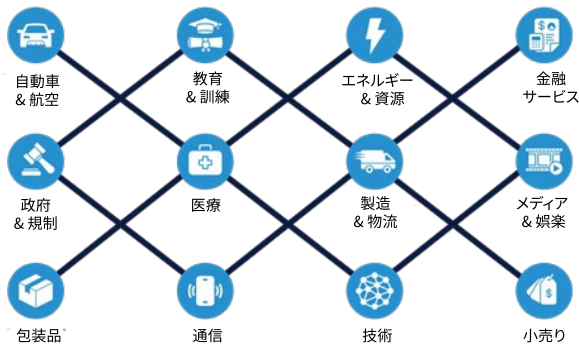 自動車
& 航空
教育
& 訓練
エネルギー
& 資源
金融
サービス
政府
& 規制
医療
製造
& 物流
メディア
& 娯楽
包装品
通信
技術
小売り